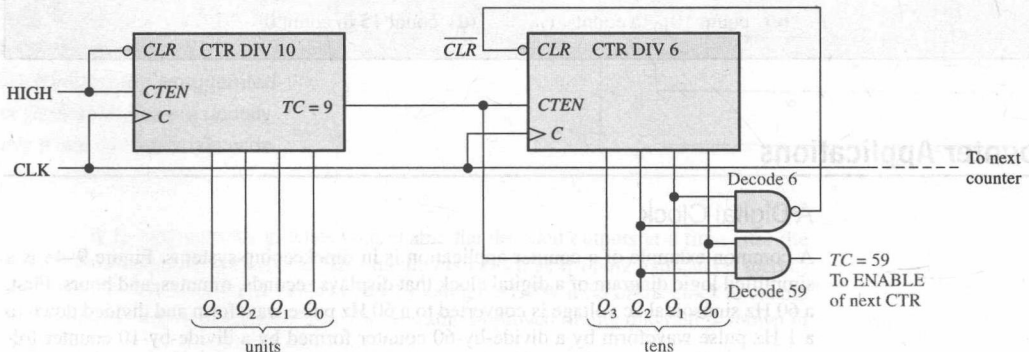 CLR CTR DIV 10
CLR
CLR CTR DIV 6
HIGH
CTEN
TC = 9
CTEN
C
C
CLK
To next
counter
Decode 6
Decode 59
TC = 59
To ENABLE
of next CTR
Q3 Q2 Q1 Q0
units
Q3 Q2 Q1 Q0
tens